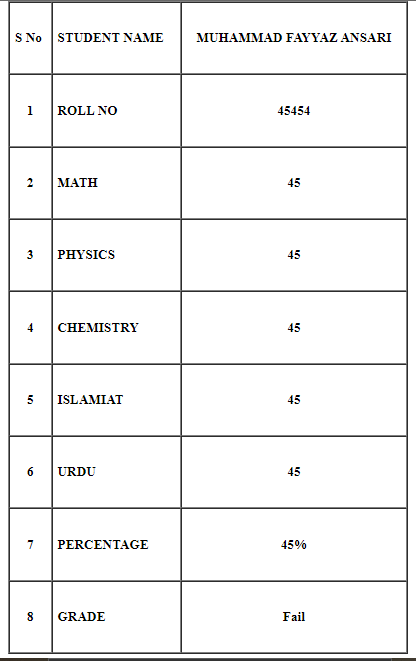 S No STUDENT NAME MUHAMMAD FAYYAZ ANSARI
1 ROLL NO 45454
2 MATH 45
3 PHYSICS 45
4 CHEMISTRY 45
5 ISLAMIAT 45
6 URDU 45
7 PERCENTAGE 45%
8 GRADE Fail